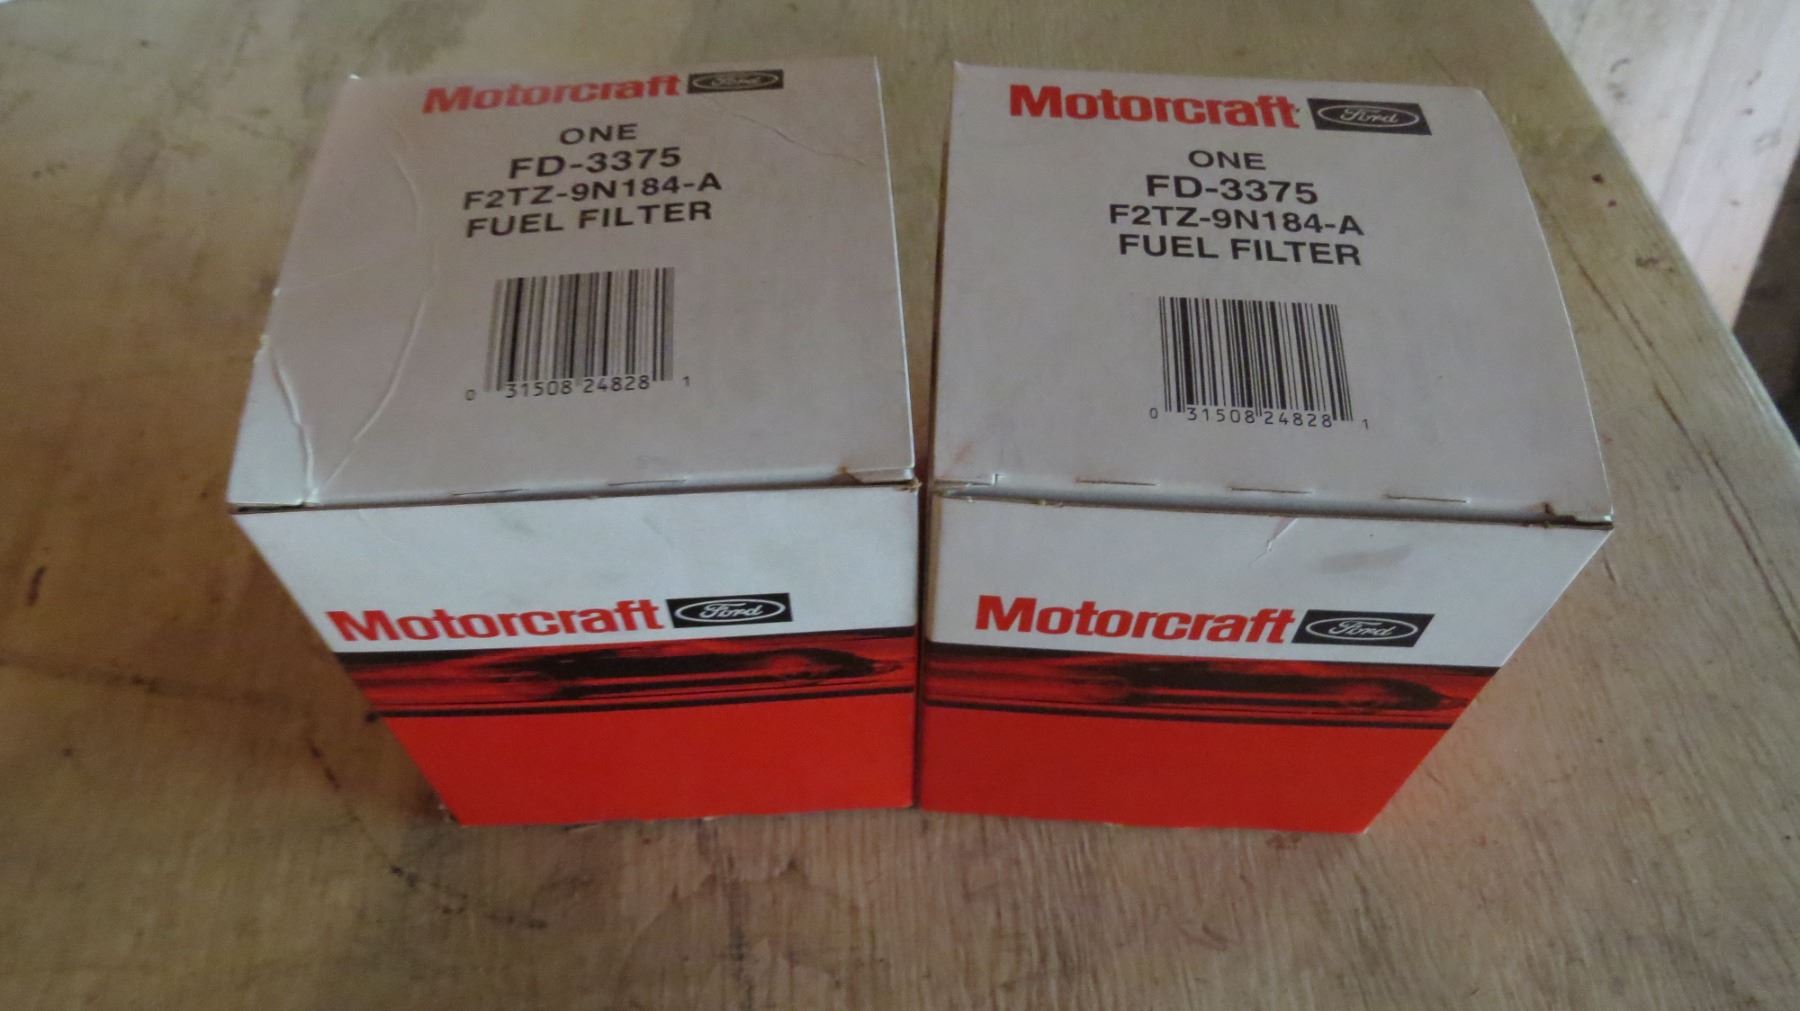 Motorcraft Ford
ONE
FD-3375
F2TZ-9N184-A
FUEL FILTER
0 31508 24828 1
Motorcraft Ford
Motorcraft Ford
ONE
FD-3375
F2TZ-9N184-A
FUEL FILTER
0 31508 24828 1
Motorcraft Ford